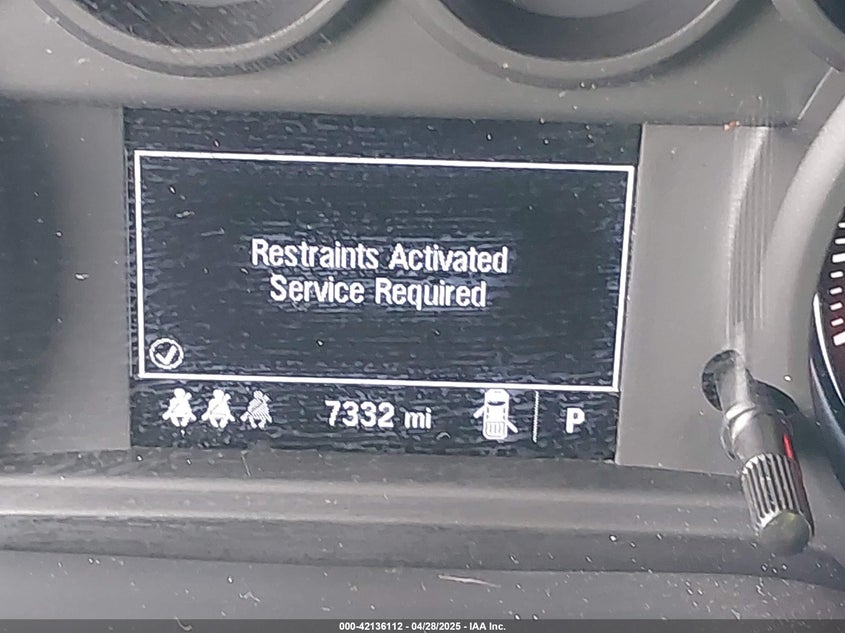 Restraints Activated
Service Required
7332 mi
P
000-42136112 - 04/28/2025 - IAA Inc.